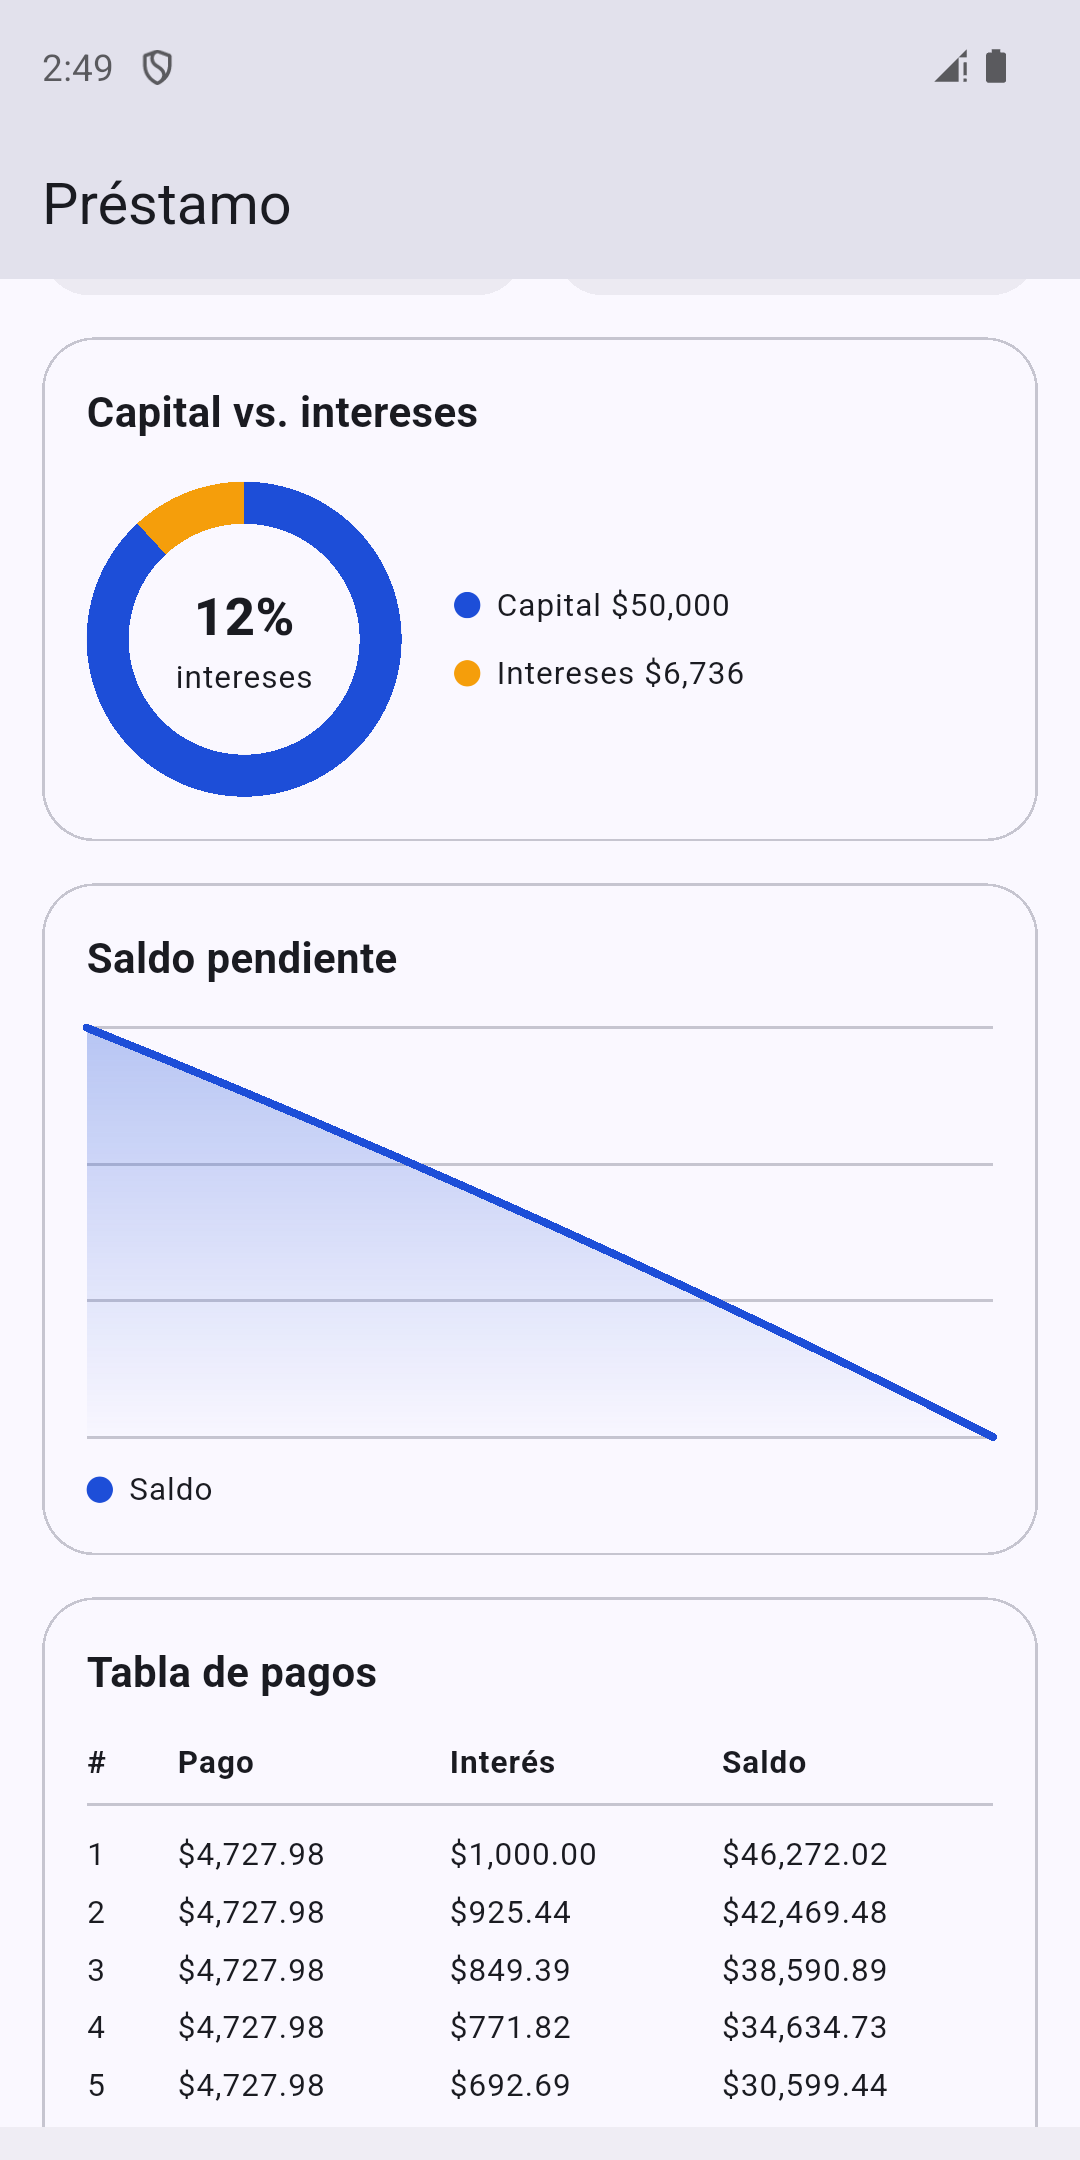 2:49
Préstamo
Capital vs. intereses
12%
intereses
Capital $50,000
Intereses $6,736
Saldo pendiente
Saldo
Tabla de pagos
# Pago Interés Saldo
1 $4,727.98 $1,000.00 $46,272.02
2 $4,727.98 $925.44 $42,469.48
3 $4,727.98 $849.39 $38,590.89
4 $4,727.98 $771.82 $34,634.73
5 $4,727.98 $692.69 $30,599.44